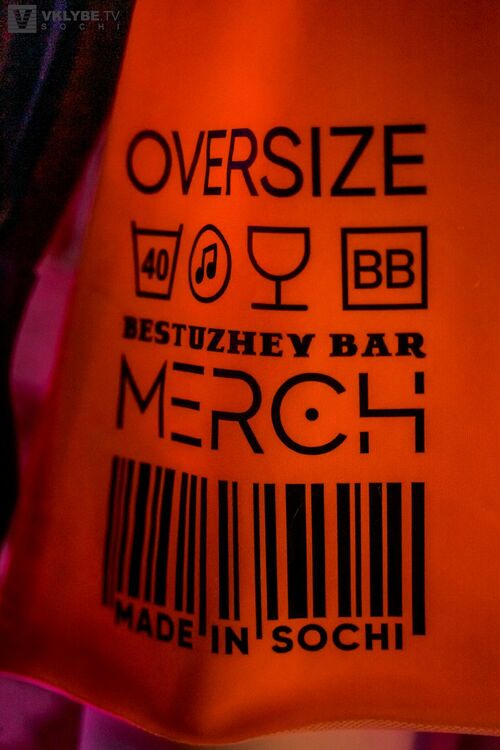 VKLYBE.TV
SOCHI
OVERSIZE
40 BB
BESTUZHEV BAR
MERCH
MADE IN SOCHI